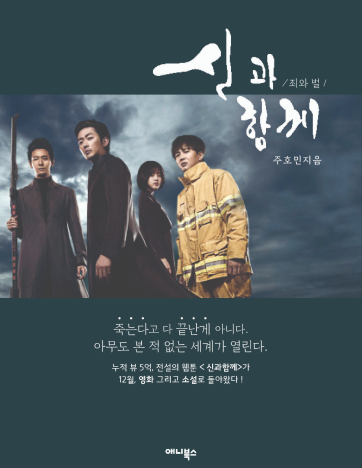 신과
함께
/ 죄와 벌 /
주호민지음
죽는다고 다 끝난게 아니다.
아무도 본 적 없는 세계가 열린다.
누적 뷰 5억, 전설의 웹툰 <신과함께>가
12월, 영화 그리고 소설로 돌아왔다 !
애니북스